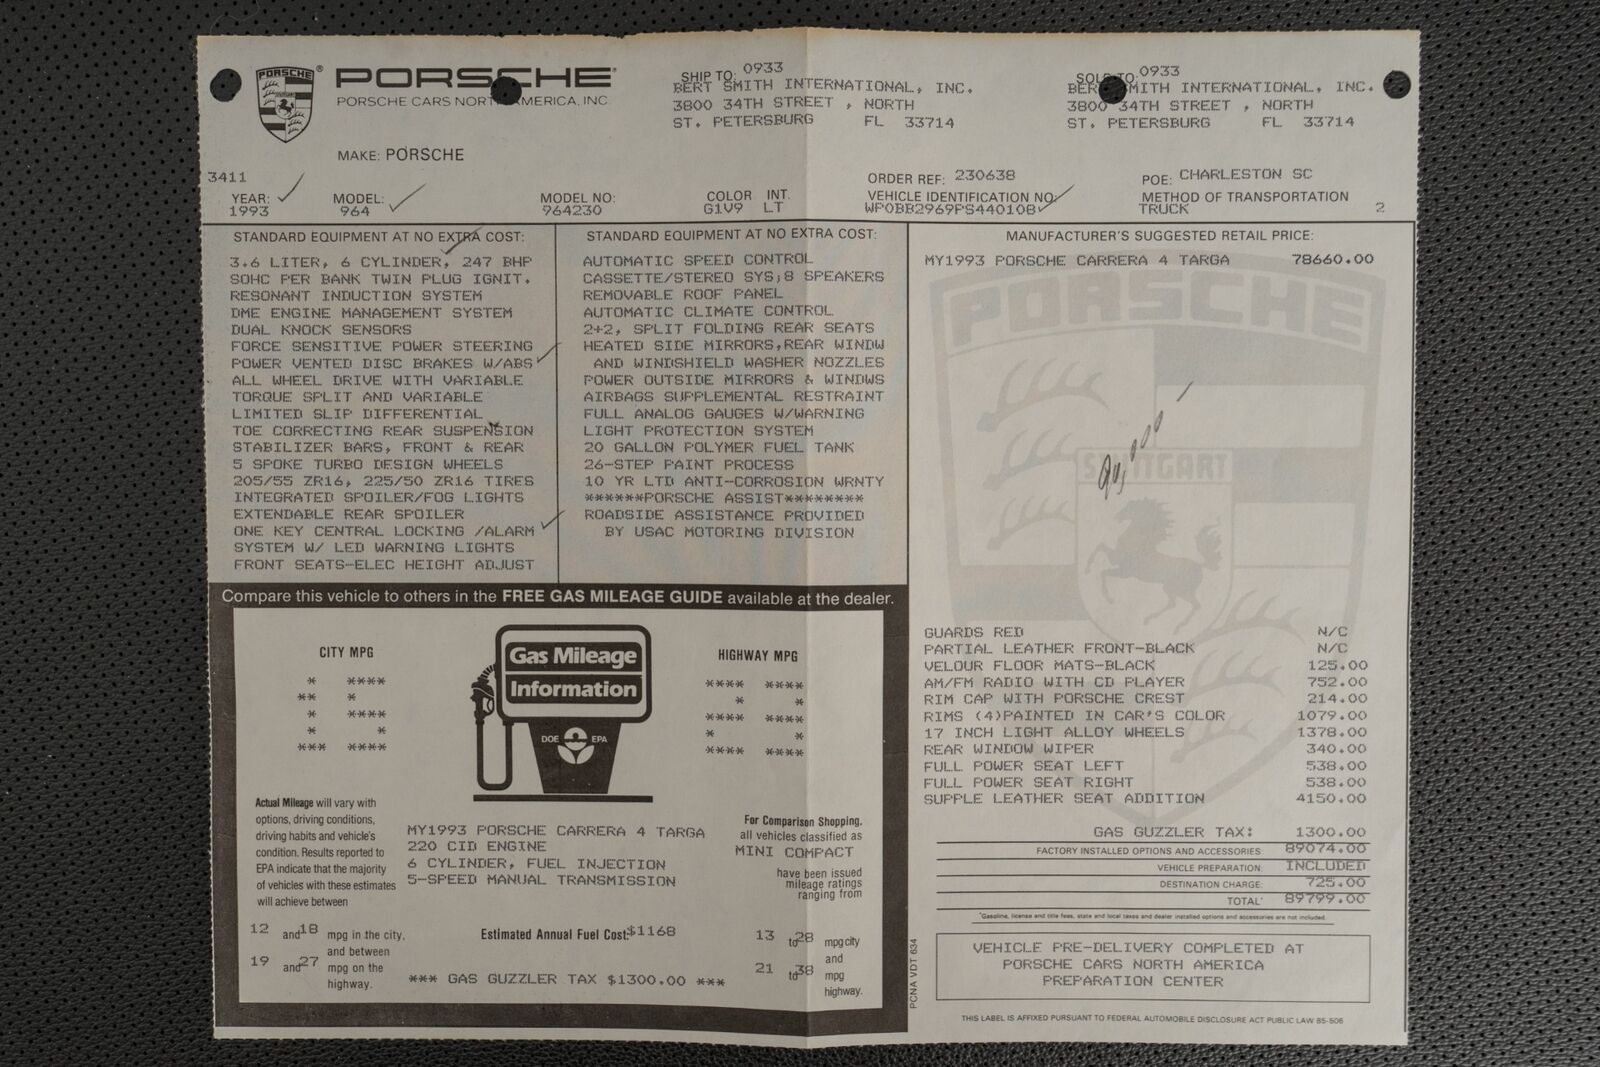 PORSCHE ®
PORSCHE
PORSCHE CARS NORTH AMERICA, INC.
SHIP TO: 0933
BERT SMITH INTERNATIONAL, INC.
3800 34TH STREET , NORTH
ST. PETERSBURG FL 33714
SOLD TO: 0933
BERT SMITH INTERNATIONAL, INC.
3800 34TH STREET , NORTH
ST. PETERSBURG FL 33714
MAKE: PORSCHE
3411
YEAR: 1993
MODEL: 964
MODEL NO: 964230
COLOR INT.
G1V9 LT
ORDER REF: 230638
VEHICLE IDENTIFICATION NO:
WP0BB2969PS440108
POE: CHARLESTON SC
METHOD OF TRANSPORTATION
TRUCK 2
STANDARD EQUIPMENT AT NO EXTRA COST:
3.6 LITER, 6 CYLINDER, 247 BHP
SOHC PER BANK TWIN PLUG IGNIT.
RESONANT INDUCTION SYSTEM
DME ENGINE MANAGEMENT SYSTEM
DUAL KNOCK SENSORS
FORCE SENSITIVE POWER STEERING
POWER VENTED DISC BRAKES W/ABS
ALL WHEEL DRIVE WITH VARIABLE
TORQUE SPLIT AND VARIABLE
LIMITED SLIP DIFFERENTIAL
TOE CORRECTING REAR SUSPENSION
STABILIZER BARS, FRONT & REAR
5 SPOKE TURBO DESIGN WHEELS
205/55 ZR16, 225/50 ZR16 TIRES
INTEGRATED SPOILER/FOG LIGHTS
EXTENDABLE REAR SPOILER
ONE KEY CENTRAL LOCKING /ALARM
SYSTEM W/ LED WARNING LIGHTS
FRONT SEATS-ELEC HEIGHT ADJUST
STANDARD EQUIPMENT AT NO EXTRA COST:
AUTOMATIC SPEED CONTROL
CASSETTE/STEREO SYS;8 SPEAKERS
REMOVABLE ROOF PANEL
AUTOMATIC CLIMATE CONTROL
2+2, SPLIT FOLDING REAR SEATS
HEATED SIDE MIRRORS,REAR WINDW
AND WINDSHIELD WASHER NOZZLES
POWER OUTSIDE MIRRORS & WINDWS
AIRBAGS SUPPLEMENTAL RESTRAINT
FULL ANALOG GAUGES W/WARNING
LIGHT PROTECTION SYSTEM
20 GALLON POLYMER FUEL TANK
26-STEP PAINT PROCESS
10 YR LTD ANTI-CORROSION WRNTY
******PORSCHE ASSIST********
ROADSIDE ASSISTANCE PROVIDED
BY USAC MOTORING DIVISION
MANUFACTURER'S SUGGESTED RETAIL PRICE:
MY1993 PORSCHE CARRERA 4 TARGA 78660.00
PORSCHE
STUTTGART
90,000 -
GUARDS RED N/C
PARTIAL LEATHER FRONT-BLACK N/C
VELOUR FLOOR MATS-BLACK 125.00
AM/FM RADIO WITH CD PLAYER 752.00
RIM CAP WITH PORSCHE CREST 214.00
RIMS (4)PAINTED IN CAR'S COLOR 1079.00
17 INCH LIGHT ALLOY WHEELS 1378.00
REAR WINDOW WIPER 340.00
FULL POWER SEAT LEFT 538.00
FULL POWER SEAT RIGHT 538.00
SUPPLE LEATHER SEAT ADDITION 4150.00
GAS GUZZLER TAX: 1300.00
FACTORY INSTALLED OPTIONS AND ACCESSORIES: 89074.00
VEHICLE PREPARATION: INCLUDED
DESTINATION CHARGE: 725.00
TOTAL* 89799.00
*Gasoline, license and title fees, state and local taxes and dealer installed options and accessories are not included.
VEHICLE PRE-DELIVERY COMPLETED AT
PORSCHE CARS NORTH AMERICA
PREPARATION CENTER
THIS LABEL IS AFFIXED PURSUANT TO FEDERAL AUTOMOBILE DISCLOSURE ACT PUBLIC LAW 85-506
PCNA VDT 634
Compare this vehicle to others in the FREE GAS MILEAGE GUIDE available at the dealer.
CITY MPG
* ****
** *
* ****
* *
*** ****
Gas Mileage
Information
DOE EPA
HIGHWAY MPG
**** ****
* *
**** ****
* *
**** ****
Actual Mileage will vary with
options, driving conditions,
driving habits and vehicle's
condition. Results reported to
EPA indicate that the majority
of vehicles with these estimates
will achieve between
12 and 18 mpg in the city,
and between
19 and 27 mpg on the
highway.
MY1993 PORSCHE CARRERA 4 TARGA
220 CID ENGINE
6 CYLINDER, FUEL INJECTION
5-SPEED MANUAL TRANSMISSION
Estimated Annual Fuel Cost: $1168
*** GAS GUZZLER TAX $1300.00 ***
For Comparison Shopping,
all vehicles classified as
MINI COMPACT
have been issued
mileage ratings
ranging from
13 to 28 mpg city
and
21 to 38 mpg
highway.